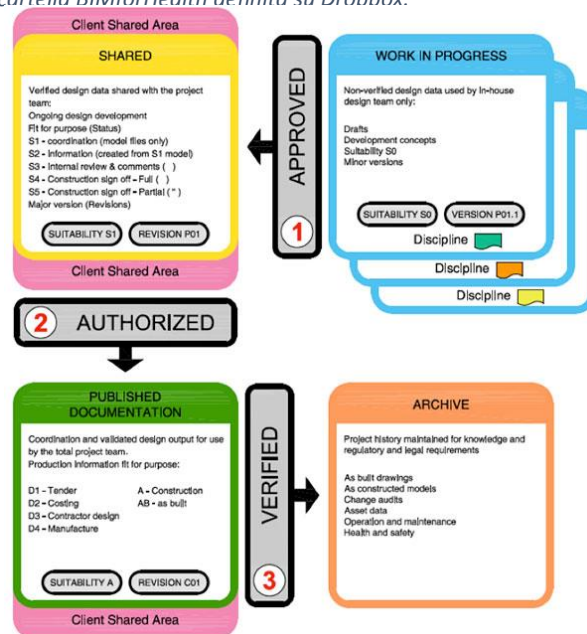 cartella BIMforHealth definita su Dropbox.
Client Shared Area
SHARED
Verified design data shared with the project
team:
Ongoing design development
Fit for purpose (Status)
S1 - coordination (model files only)
S2 - Information (created from S1 model)
S3 - Internal review & comments ( )
S4 - Construction sign off - Full ( )
S5 - Construction sign off - Partial ( " )
Major version (Revisions)
SUITABILITY S1
REVISION P01
Client Shared Area
APPROVED
1
WORK IN PROGRESS
Non-verified design data used by In-house
design team only:
Drafts
Development concepts
Suitability S0
Minor versions
SUITABILITY S0
VERSION P01.1
Discipline
Discipline
Discipline
2 AUTHORIZED
PUBLISHED
DOCUMENTATION
Coordination and validated design output for use
by the total project team.
Production information fit for purpose:
D1 - Tender
D2 - Costing
D3 - Contractor design
D4 - Manufacture
A - Construction
AB - as built
SUITABILITY A
REVISION C01
Client Shared Area
VERIFIED
3
ARCHIVE
Project history maintained for knowledge and
regulatory and legal requirements
As built drawings
As constructed models
Change audits
Asset data
Operation and maintenance
Health and safety